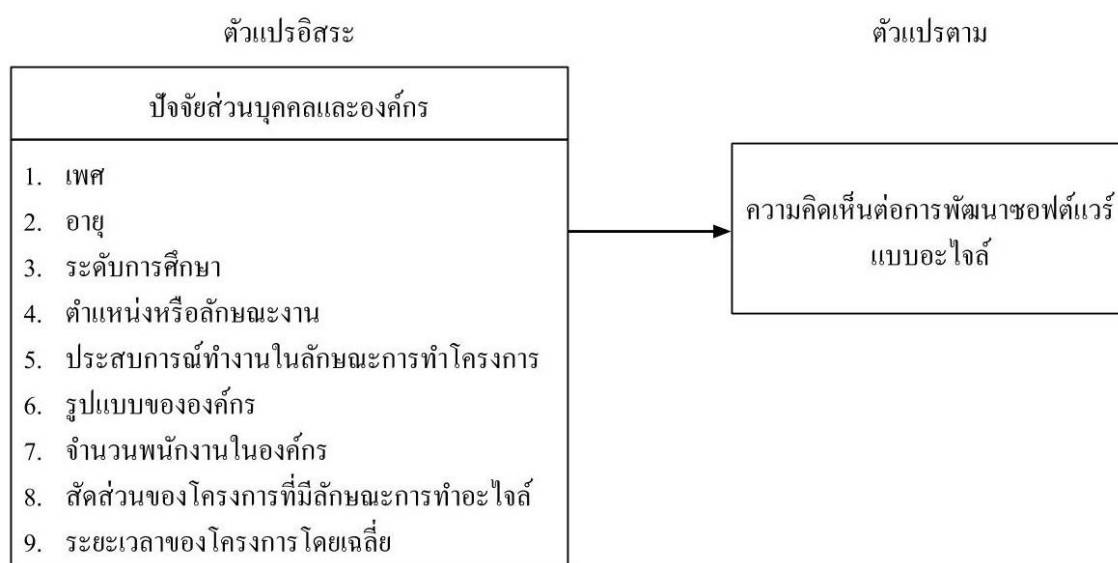 ตัวแปรอิสระ
ตัวแปรตาม
ปัจจัยส่วนบุคคลและองค์กร
1. เพศ
2. อายุ
3. ระดับการศึกษา
4. ตำแหน่งหรือลักษณะงาน
5. ประสบการณ์ทำงานในลักษณะการทำโครงการ
6. รูปแบบขององค์กร
7. จำนวนพนักงานในองค์กร
8. สัดส่วนของโครงการที่มีลักษณะการทำอะไจล์
9. ระยะเวลาของโครงการโดยเฉลี่ย
ความคิดเห็นต่อการพัฒนาซอฟต์แวร์
แบบอะไจล์